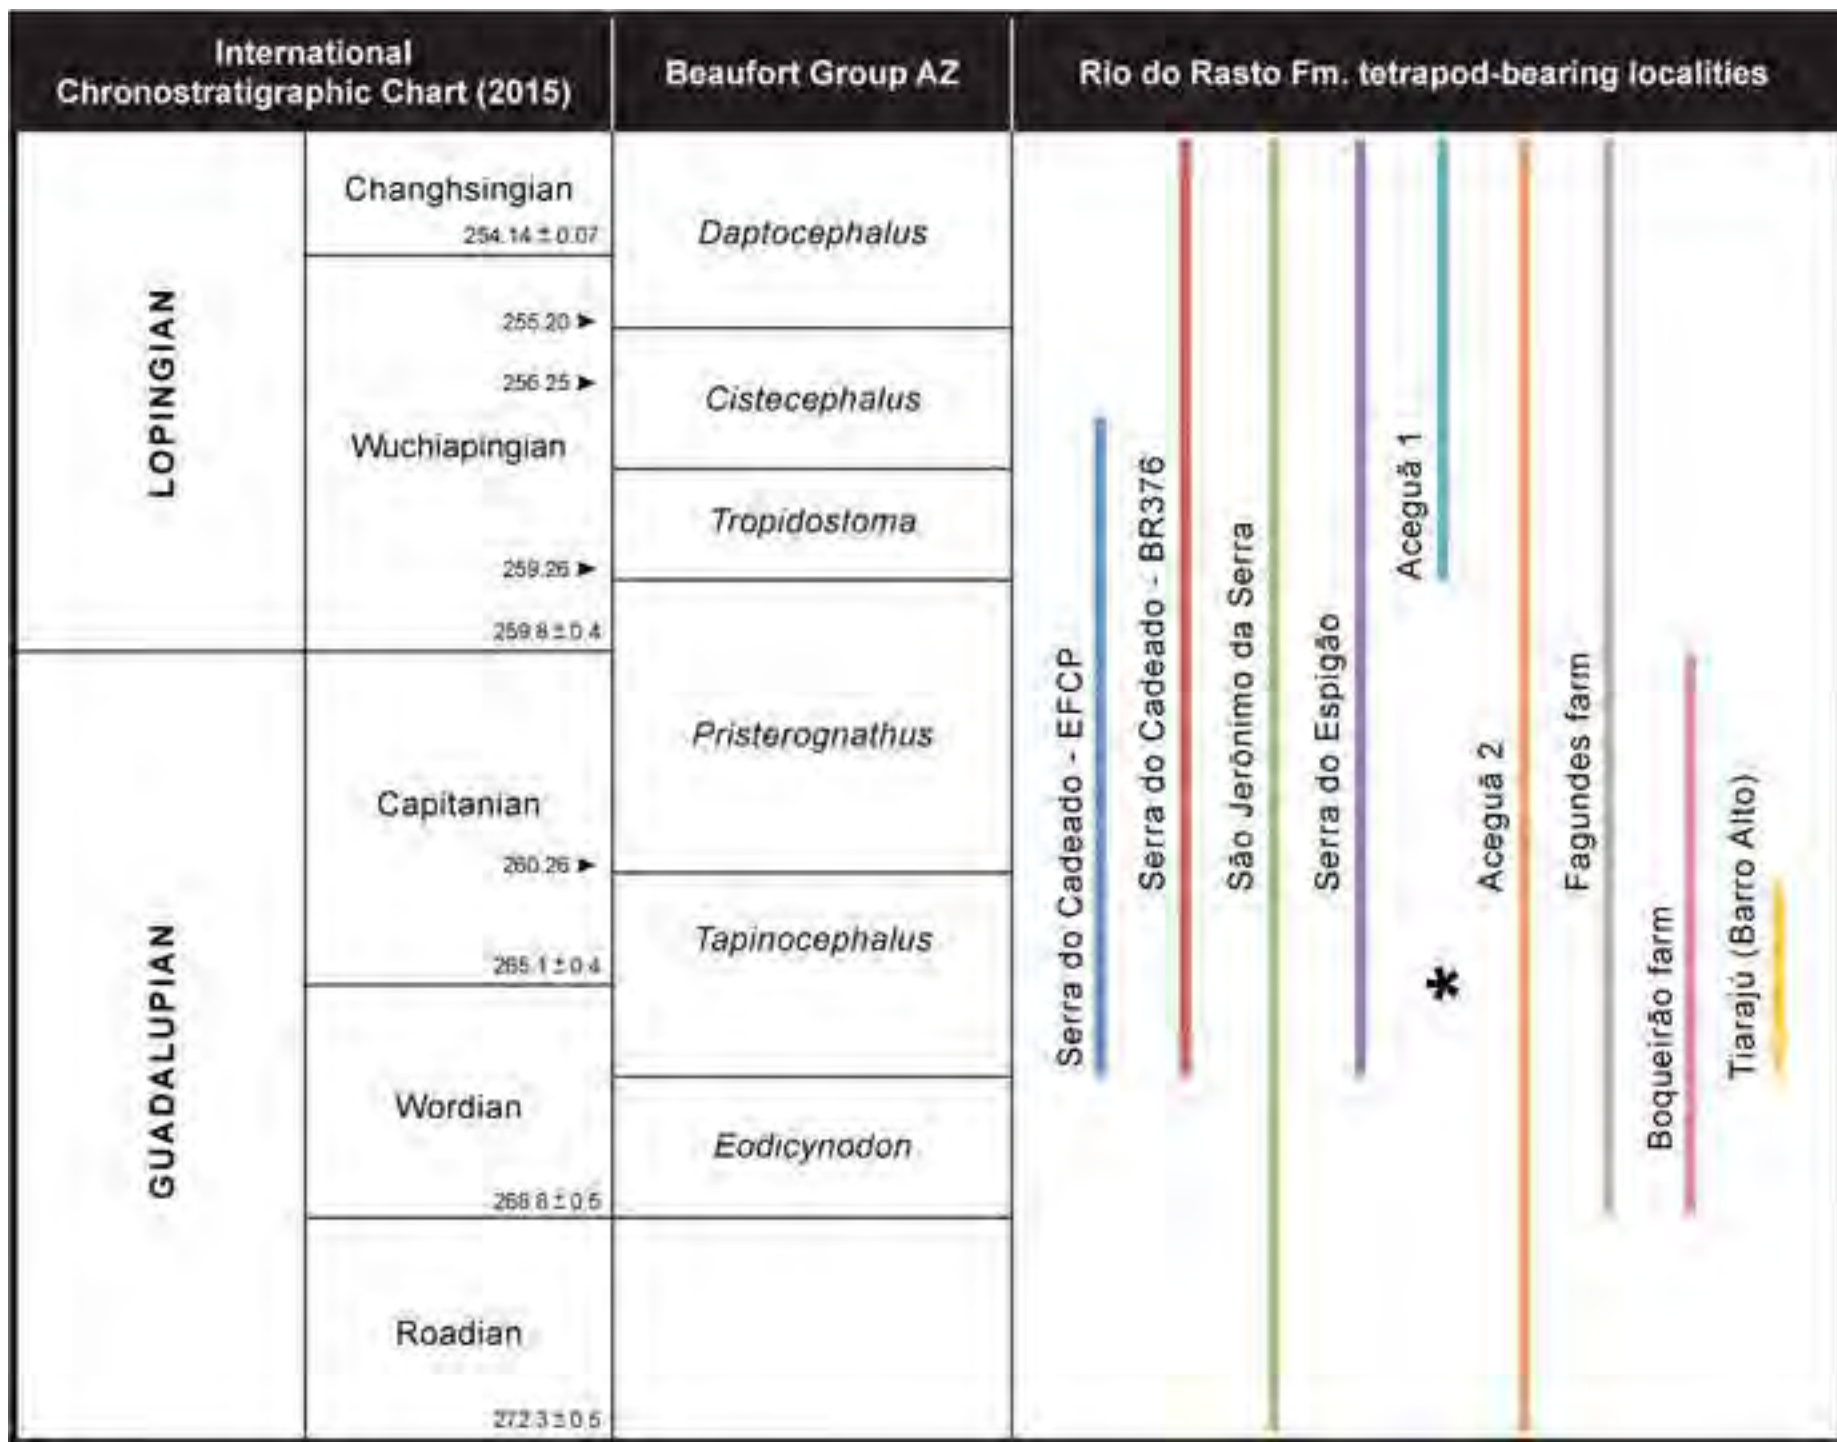 International
Chronostratigraphic Chart (2015)
Beaufort Group AZ
Rio do Rasto Fm. tetrapod-bearing localities
LOPINGIAN
GUADALUPIAN
Changhsingian
254.14 ± 0.07
255.20 ►
256.25 ►
Wuchiapingian
259.26 ►
259.8 ± 0.4
Capitanian
260.26 ►
265.1 ± 0.4
Wordian
268.8 ± 0.5
Roadian
272.3 ± 0.5
Daptocephalus
Cistecephalus
Tropidostoma
Pristerognathus
Tapinocephalus
Eodicynodon
Serra do Cadeado - EFCP
Serra do Cadeado - BR376
São Jerônimo da Serra
Serra do Espigão
Aceguã 1
*
Aceguã 2
Fagundes farm
Boqueirão farm
Tiarajú (Barro Alto)